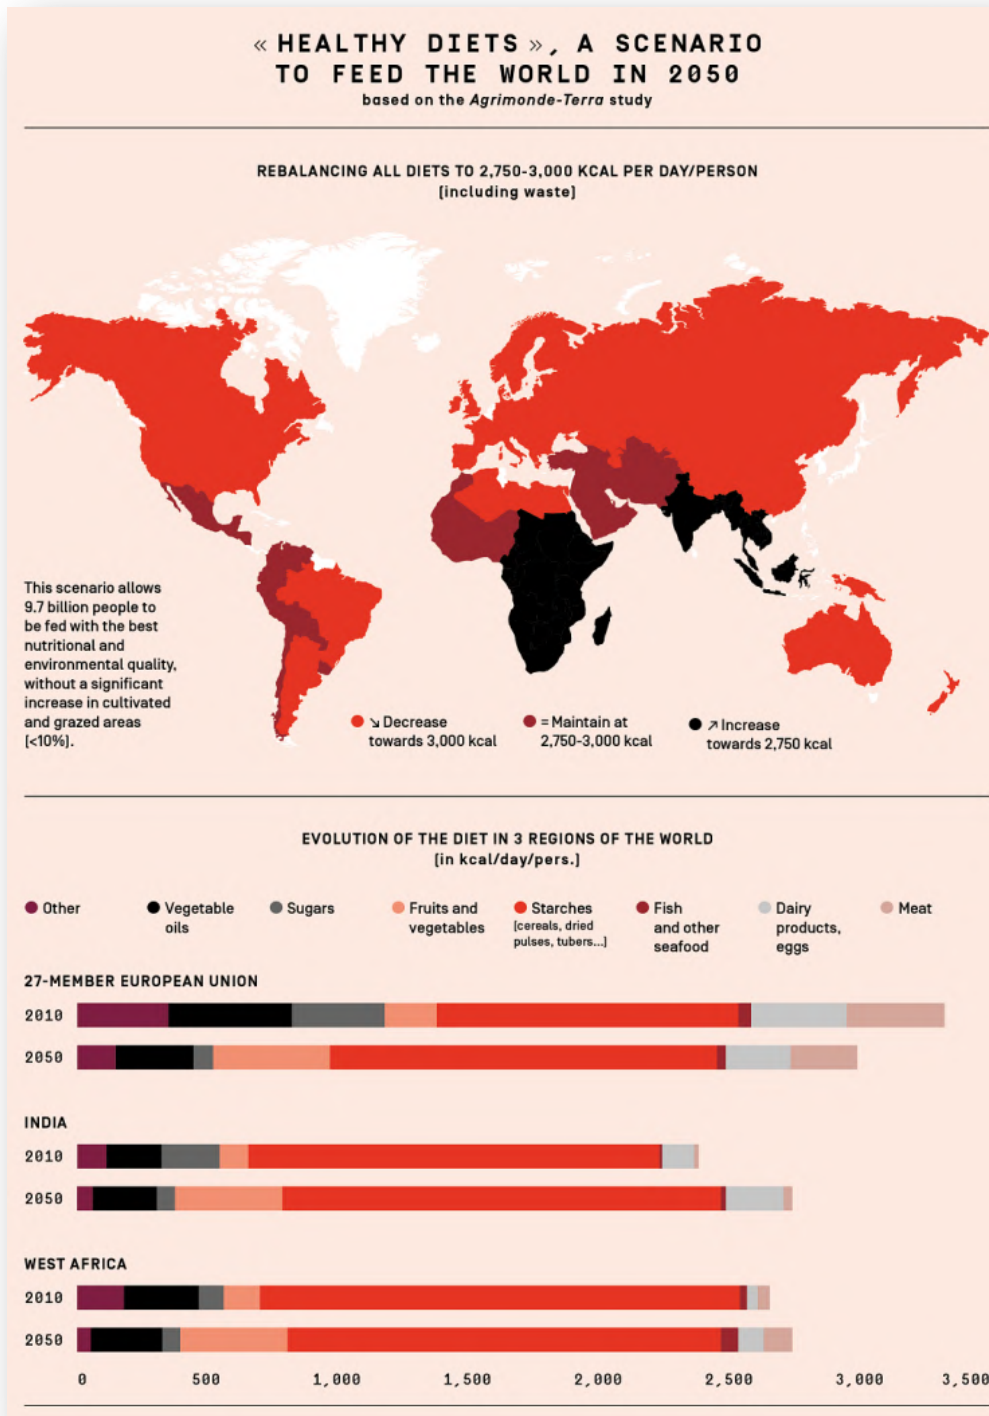 « HEALTHY DIETS », A SCENARIO
TO FEED THE WORLD IN 2050
based on the Agrimonde-Terra study
REBALANCING ALL DIETS TO 2,750-3,000 KCAL PER DAY/PERSON
[including waste]
This scenario allows
9.7 billion people to
be fed with the best
nutritional and
environmental quality,
without a significant
increase in cultivated
and grazed areas
[<10%].
↘ Decrease
towards 3,000 kcal
= Maintain at
2,750-3,000 kcal
↗ Increase
towards 2,750 kcal
EVOLUTION OF THE DIET IN 3 REGIONS OF THE WORLD
[in kcal/day/pers.]
Other
Vegetable
oils
Sugars
Fruits and
vegetables
Starches
[cereals, dried
pulses, tubers...]
Fish
and other
seafood
Dairy
products,
eggs
Meat
27-MEMBER EUROPEAN UNION
2010
2050
INDIA
2010
2050
WEST AFRICA
2010
2050
0 500 1,000 1,500 2,000 2,500 3,000 3,500